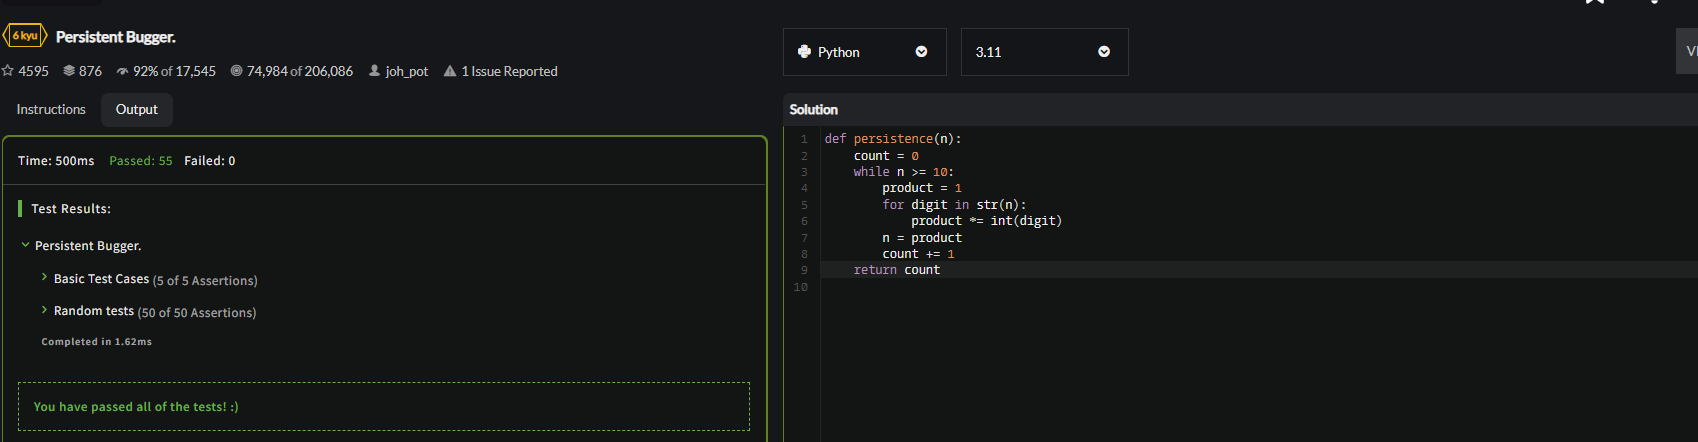 6 kyu Persistent Bugger.
4595 876 92% of 17,545 74,984 of 206,086 joh_pot 1 Issue Reported
Instructions Output
Time: 500ms Passed: 55 Failed: 0
Test Results:
Persistent Bugger.
Basic Test Cases (5 of 5 Assertions)
Random tests (50 of 50 Assertions)
Completed in 1.62ms
You have passed all of the tests! :)
Python 3.11
Solution
1 def persistence(n):
2     count = 0
3     while n >= 10:
4         product = 1
5         for digit in str(n):
6             product *= int(digit)
7         n = product
8         count += 1
9     return count
10